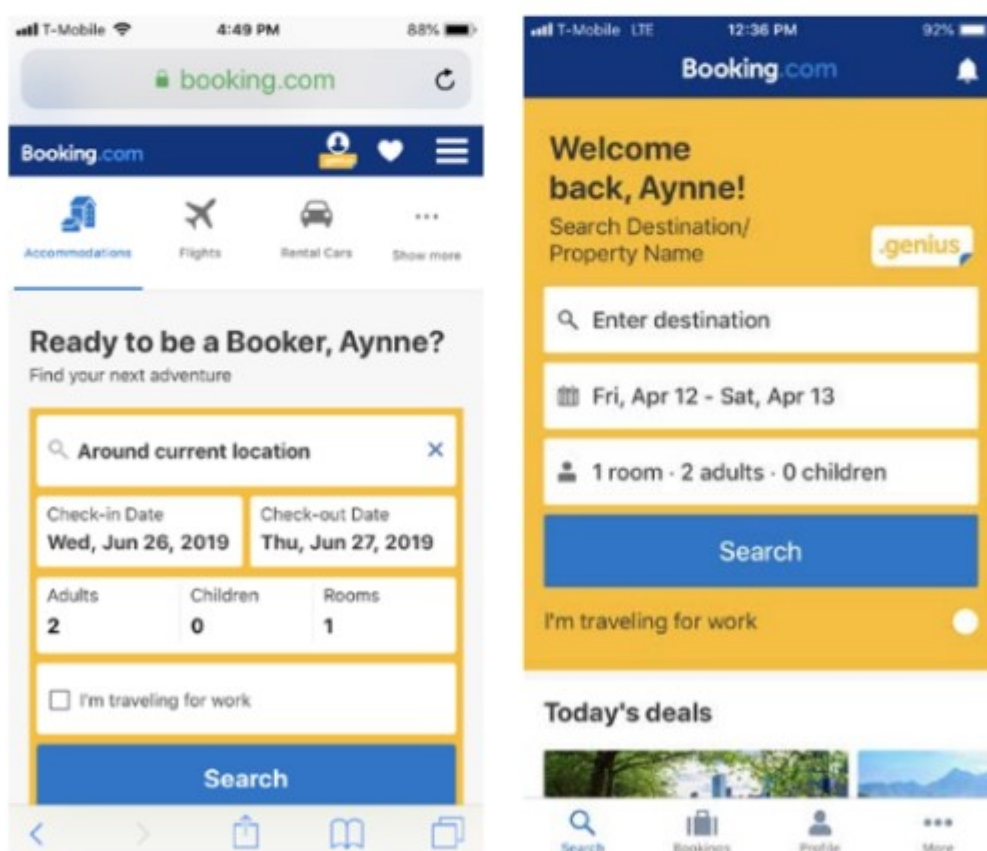 T-Mobile 4:49 PM 88%
booking.com
Booking.com
genius
Accommodations Flights Rental Cars Show more
Ready to be a Booker, Aynne?
Find your next adventure
Around current location
Check-in Date Check-out Date
Wed, Jun 26, 2019 Thu, Jun 27, 2019
Adults Children Rooms
2 0 1
I'm traveling for work
Search
T-Mobile LTE 12:36 PM 92%
Booking.com
Welcome
back, Aynne!
Search Destination/
Property Name
.genius
Enter destination
Fri, Apr 12 - Sat, Apr 13
1 room · 2 adults · 0 children
Search
I'm traveling for work
Today's deals
Search Bookings Profile More